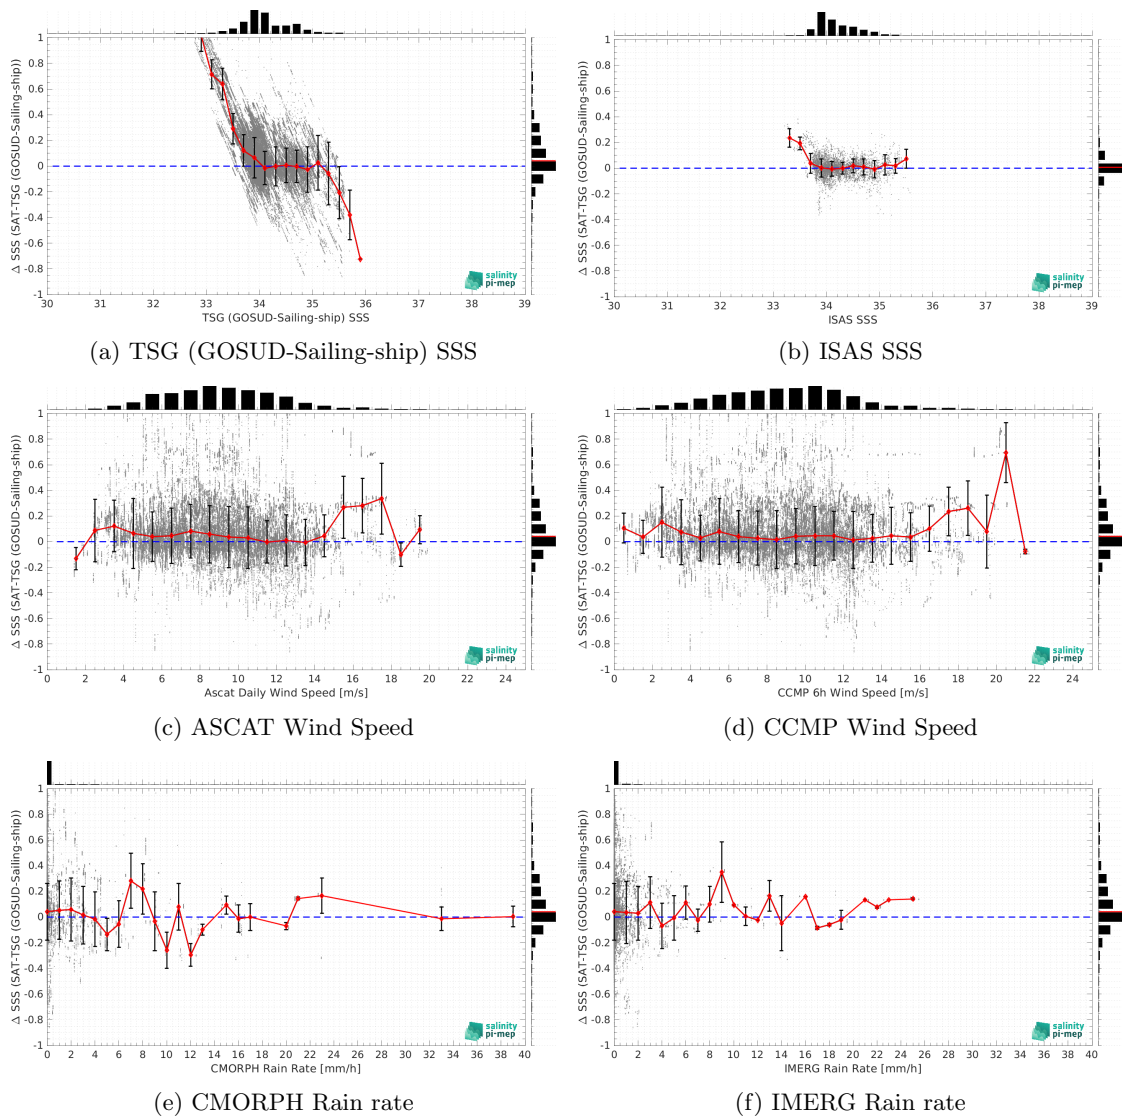 Δ SSS (SAT-TSG (GOSUD-Sailing-ship))
1
0.8
0.6
0.4
0.2
0
-0.2
-0.4
-0.6
-0.8
-1
30 31 32 33 34 35 36 37 38 39
TSG (GOSUD-Sailing-ship) SSS
salinity
pi-mep
(a) TSG (GOSUD-Sailing-ship) SSS
Δ SSS (SAT-TSG (GOSUD-Sailing-ship))
1
0.8
0.6
0.4
0.2
0
-0.2
-0.4
-0.6
-0.8
-1
30 31 32 33 34 35 36 37 38 39
ISAS SSS
salinity
pi-mep
(b) ISAS SSS
Δ SSS (SAT-TSG (GOSUD-Sailing-ship))
1
0.8
0.6
0.4
0.2
0
-0.2
-0.4
-0.6
-0.8
-1
0 2 4 6 8 10 12 14 16 18 20 22 24
Ascat Daily Wind Speed [m/s]
salinity
pi-mep
(c) ASCAT Wind Speed
Δ SSS (SAT-TSG (GOSUD-Sailing-ship))
1
0.8
0.6
0.4
0.2
0
-0.2
-0.4
-0.6
-0.8
-1
0 2 4 6 8 10 12 14 16 18 20 22 24
CCMP 6h Wind Speed [m/s]
salinity
pi-mep
(d) CCMP Wind Speed
Δ SSS (SAT-TSG (GOSUD-Sailing-ship))
1
0.8
0.6
0.4
0.2
0
-0.2
-0.4
-0.6
-0.8
-1
0 2 4 6 8 10 12 14 16 18 20 22 24 26 28 30 32 34 36 38 40
CMORPH Rain Rate [mm/h]
salinity
pi-mep
(e) CMORPH Rain rate
Δ SSS (SAT-TSG (GOSUD-Sailing-ship))
1
0.8
0.6
0.4
0.2
0
-0.2
-0.4
-0.6
-0.8
-1
0 2 4 6 8 10 12 14 16 18 20 22 24 26 28 30 32 34 36 38 40
IMERG Rain Rate [mm/h]
salinity
pi-mep
(f) IMERG Rain rate